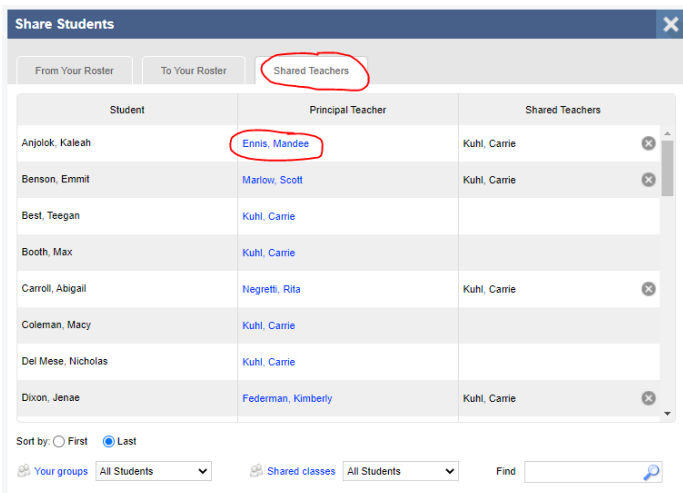 Share Students
From Your Roster To Your Roster Shared Teachers
Student Principal Teacher Shared Teachers
Anjolok, Kaleah Ennis, Mandee Kuhl, Carrie
Benson, Emmit Marlow, Scott Kuhl, Carrie
Best, Teegan Kuhl, Carrie
Booth, Max Kuhl, Carrie
Carroll, Abigail Negretti, Rita Kuhl, Carrie
Coleman, Macy Kuhl, Carrie
Del Mese, Nicholas Kuhl, Carrie
Dixon, Jenae Federman, Kimberly Kuhl, Carrie
Sort by: First Last
Your groups All Students Shared classes All Students Find